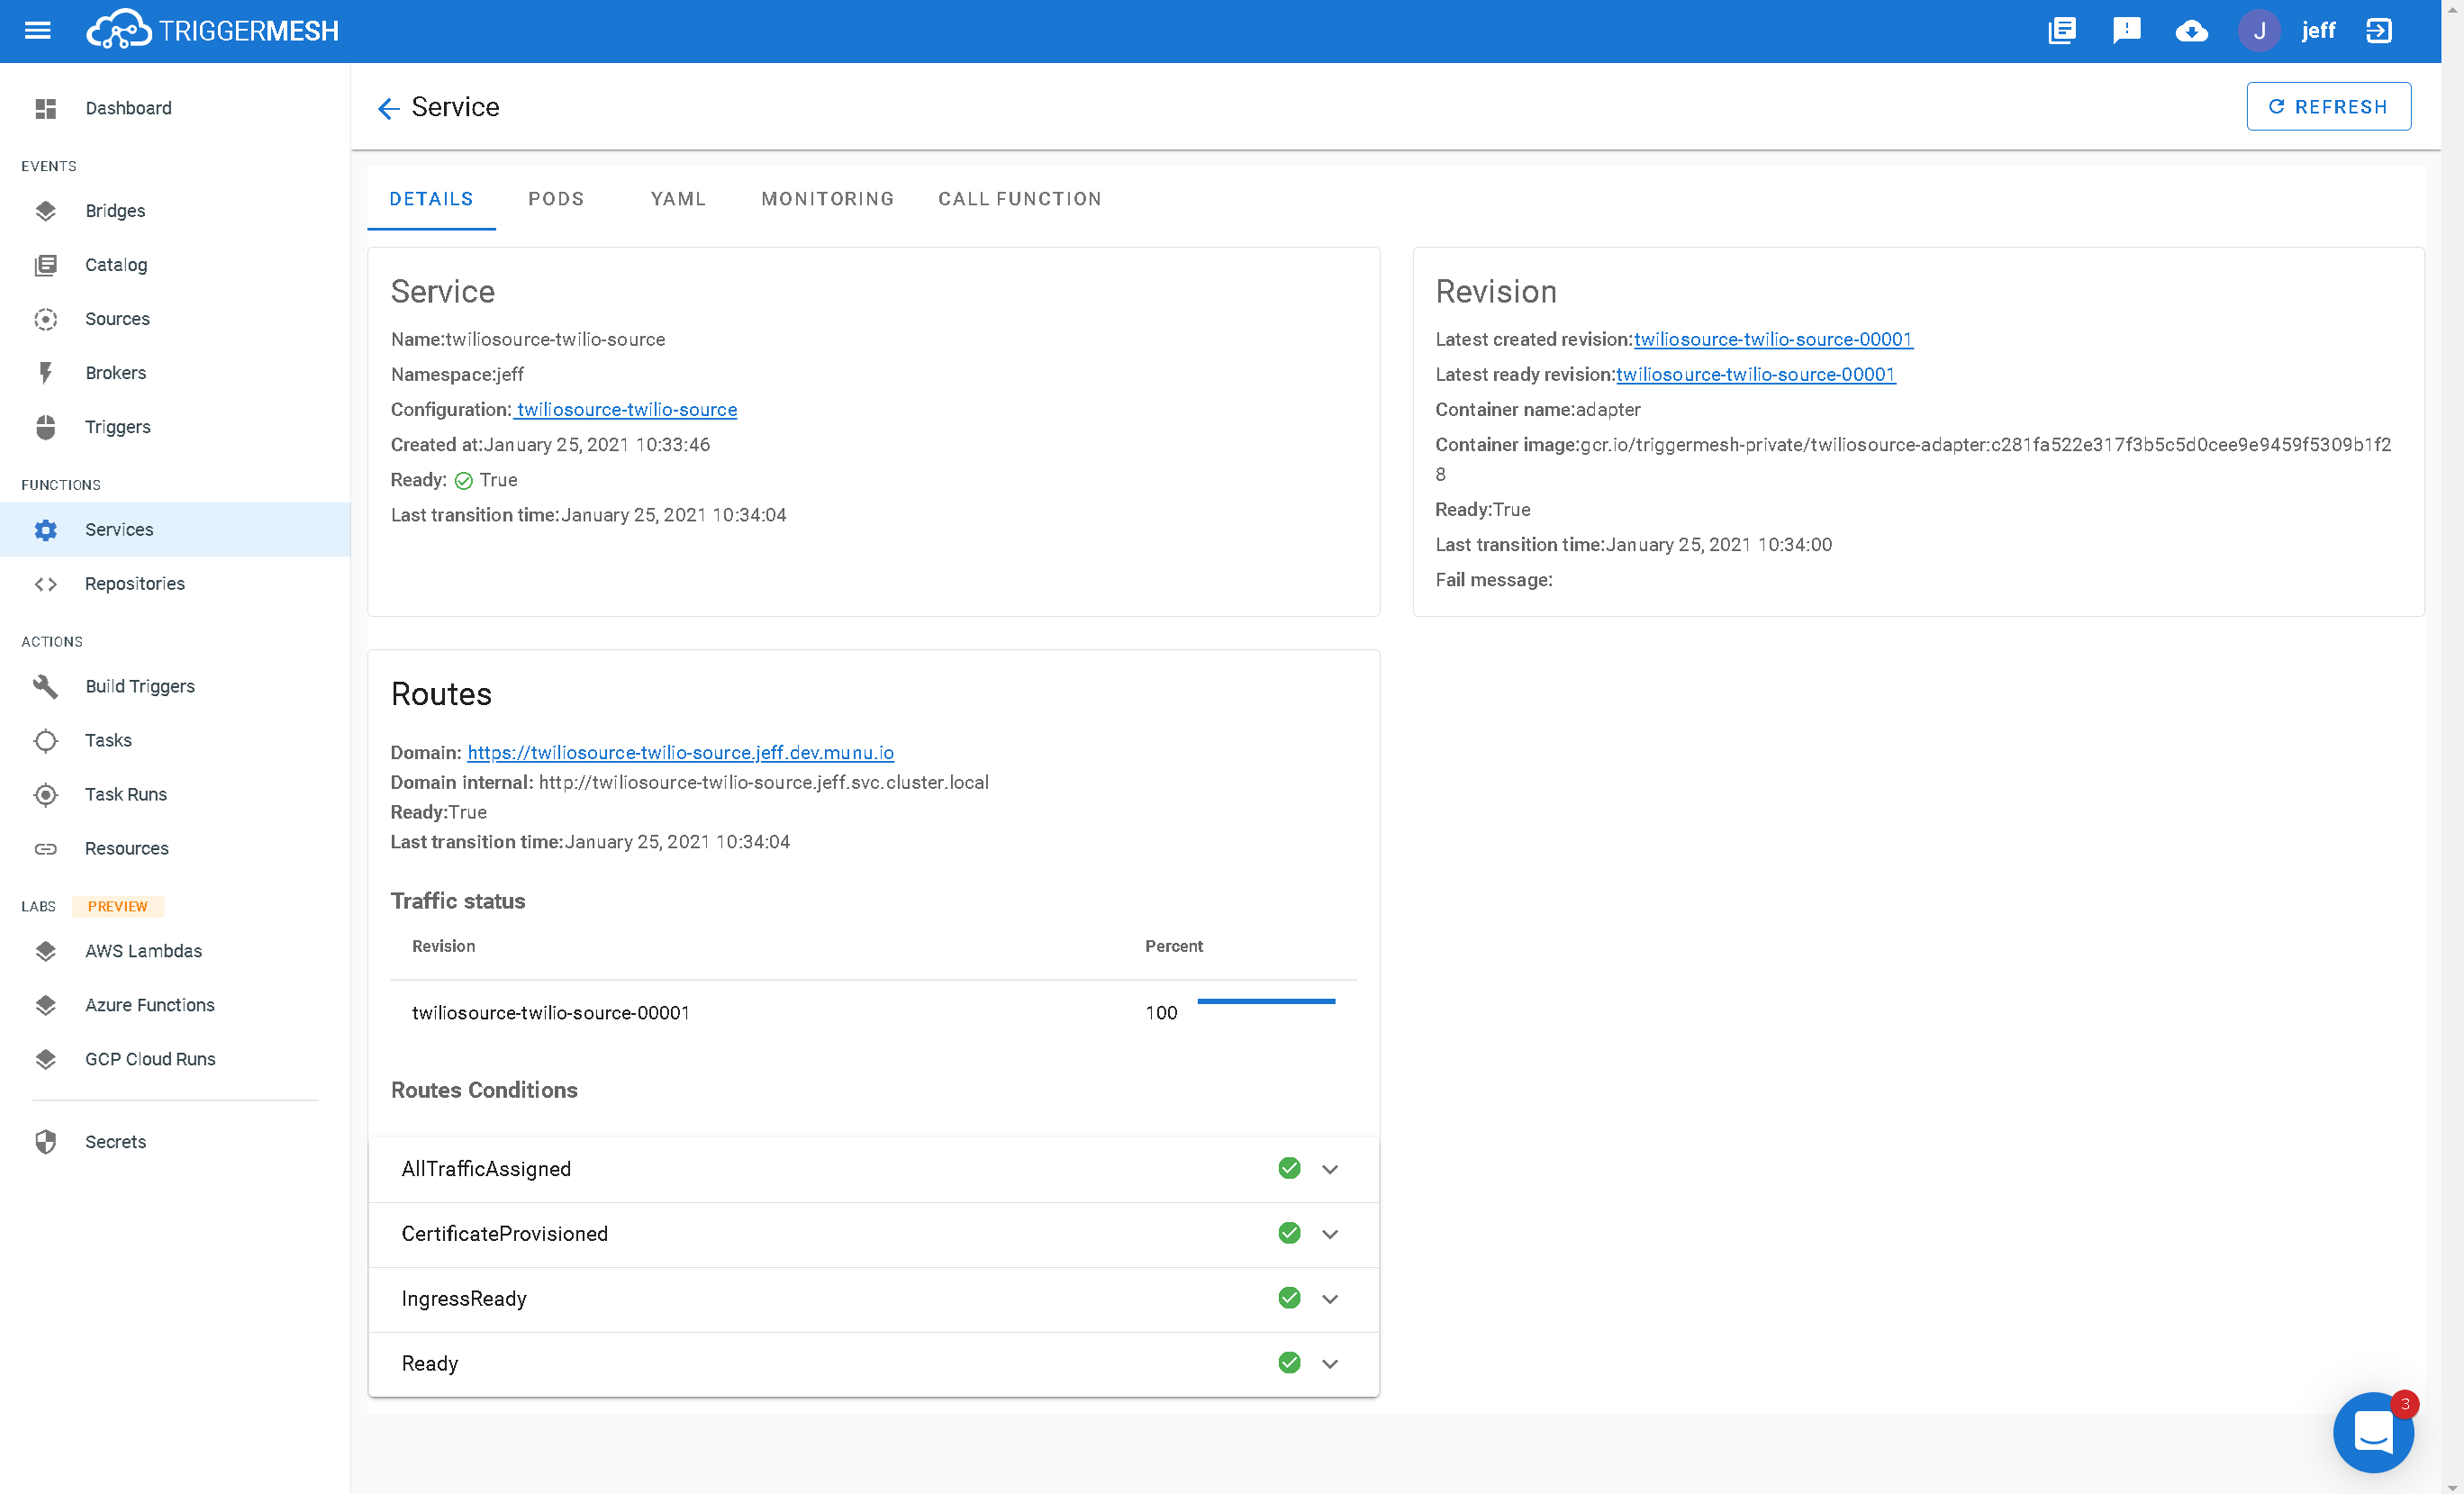 TRIGGERMESH
J
jeff
Dashboard
EVENTS
Bridges
Catalog
Sources
Brokers
Triggers
FUNCTIONS
Services
Repositories
ACTIONS
Build Triggers
Tasks
Task Runs
Resources
LABS PREVIEW
AWS Lambdas
Azure Functions
GCP Cloud Runs
Secrets
Service
REFRESH
DETAILS PODS YAML MONITORING CALL FUNCTION
Service
Name:twiliosource-twilio-source
Namespace:jeff
Configuration: twiliosource-twilio-source
Created at:January 25, 2021 10:33:46
Ready: True
Last transition time:January 25, 2021 10:34:04
Revision
Latest created revision:twiliosource-twilio-source-00001
Latest ready revision:twiliosource-twilio-source-00001
Container name:adapter
Container image:gcr.io/triggermesh-private/twiliosource-adapter:c281fa522e317f3b5c5d0cee9e9459f5309b1f2
8
Ready:True
Last transition time:January 25, 2021 10:34:00
Fail message:
Routes
Domain: https://twiliosource-twilio-source.jeff.dev.munu.io
Domain internal: http://twiliosource-twilio-source.jeff.svc.cluster.local
Ready:True
Last transition time:January 25, 2021 10:34:04
Traffic status
Revision Percent
twiliosource-twilio-source-00001 100
Routes Conditions
AllTrafficAssigned
CertificateProvisioned
IngressReady
Ready
3